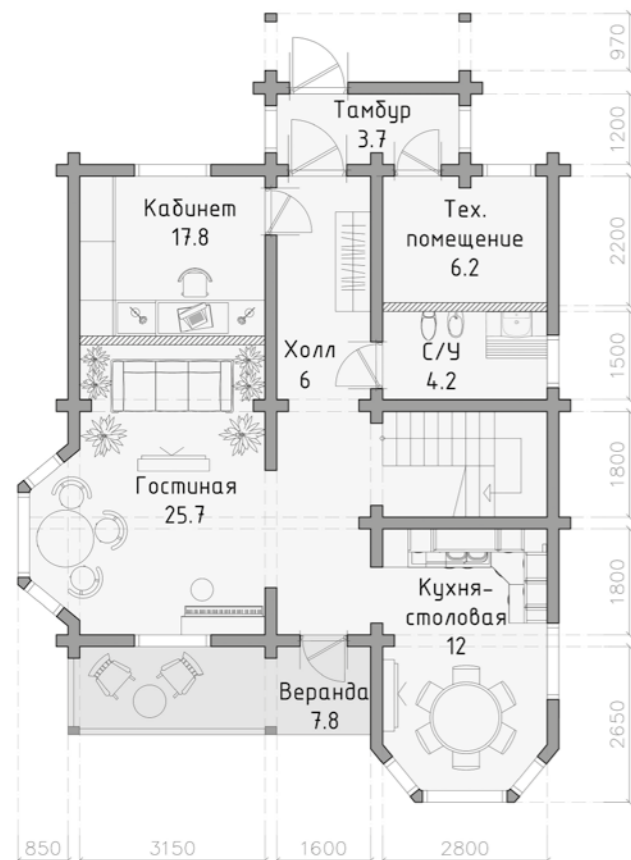 970
Тамбур
3.7
1200
Кабинет
17.8
Тех.
помещение
6.2
2200
Холл
6
С/У
4.2
1500
1800
Гостиная
25.7
Кухня-
столовая
12
1800
Веранда
7.8
2650
850
3150
1600
2800